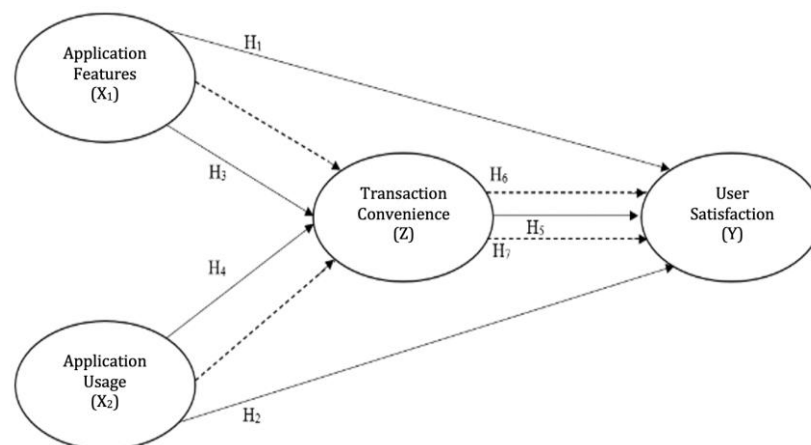 H₁
Application
Features
(X₁)
H₃
Transaction
Convenience
(Z)
H₆
H₅
H₇
User
Satisfaction
(Y)
H₄
Application
Usage
(X₂)
H₂